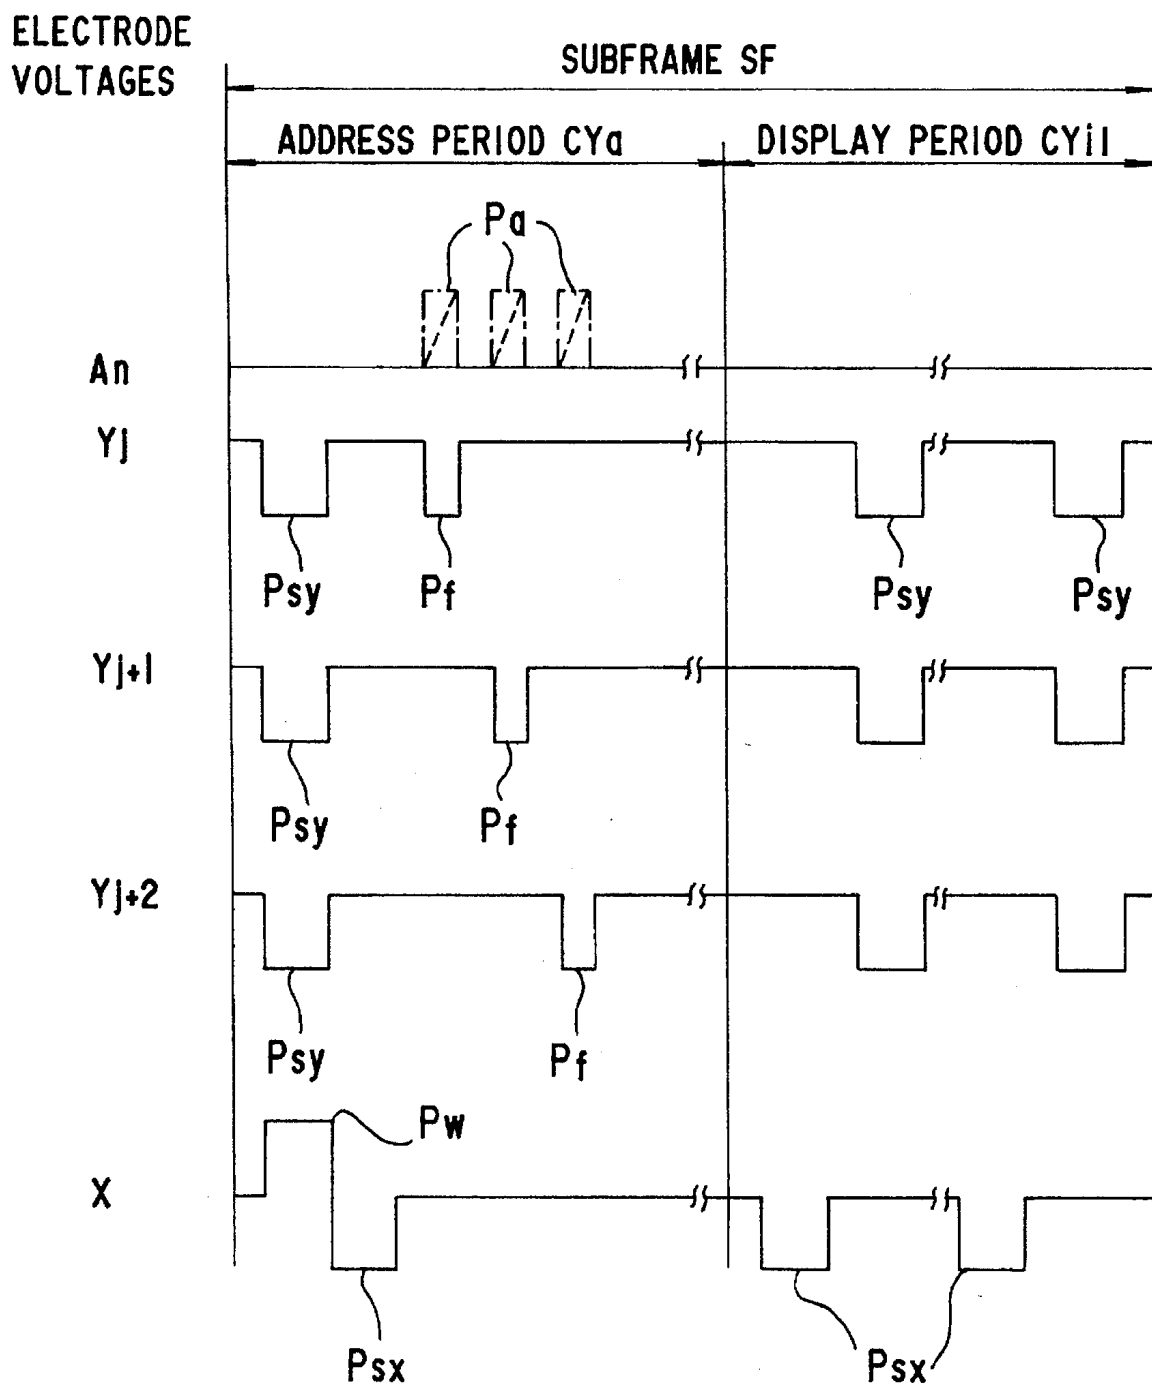 ELECTRODE
VOLTAGES
SUBFRAME SF
ADDRESS PERIOD CYa
DISPLAY PERIOD CYi1
Pa
An
Yj
Psy
Pf
Psy
Psy
Yj+1
Psy
Pf
Yj+2
Psy
Pf
Pw
X
Psx
Psx